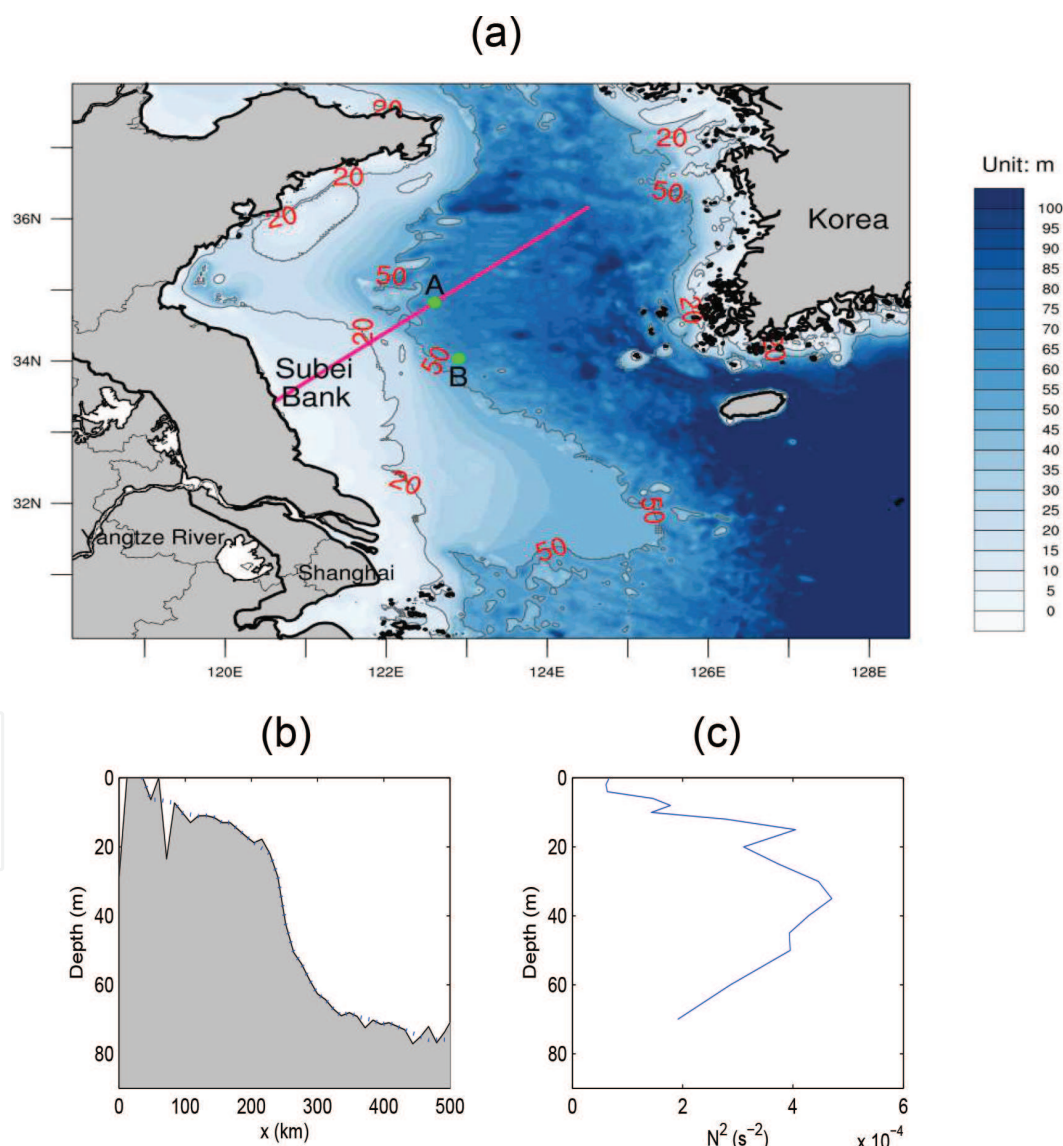 (a)
Unit: m
20
20
20
20
50
36N
Korea
50
A
20
20
50
B
20
34N
Subei
Bank
20
32N
50
50
Yangtze River
Shanghai
120E
122E
124E
126E
128E
100
95
90
85
80
75
70
65
60
55
50
45
40
35
30
25
20
15
10
5
0
(b)
0
20
40
60
80
Depth (m)
0
100
200
300
400
500
x (km)
(c)
0
20
40
60
80
Depth (m)
0
2
4
6
N² (s⁻²)
x 10⁻⁴